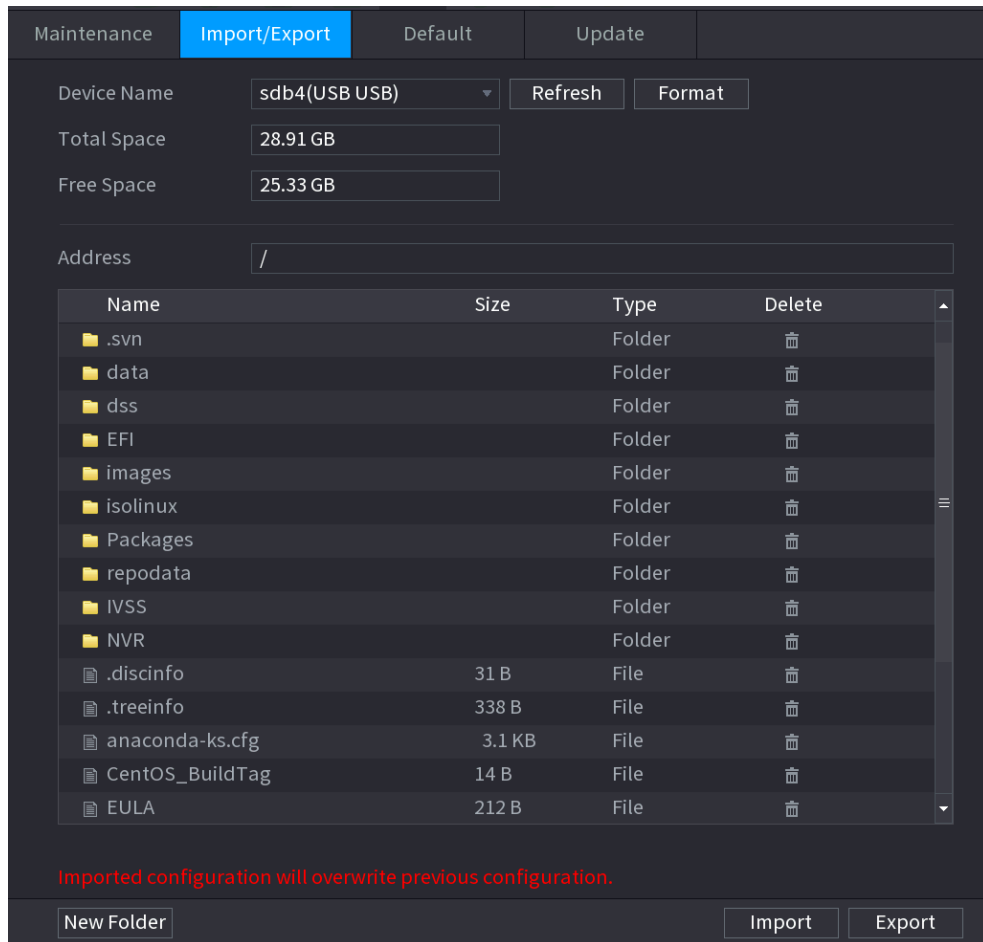 Maintenance Import/Export Default Update
Device Name sdb4(USB USB) Refresh Format
Total Space 28.91 GB
Free Space 25.33 GB
Address /
Name Size Type Delete
.svn Folder
data Folder
dss Folder
EFI Folder
images Folder
isolinux Folder
Packages Folder
repodata Folder
IVSS Folder
NVR Folder
.discinfo 31 B File
.treeinfo 338 B File
anaconda-ks.cfg 3.1 KB File
CentOS_BuildTag 14 B File
EULA 212 B File
Imported configuration will overwrite previous configuration.
New Folder Import Export